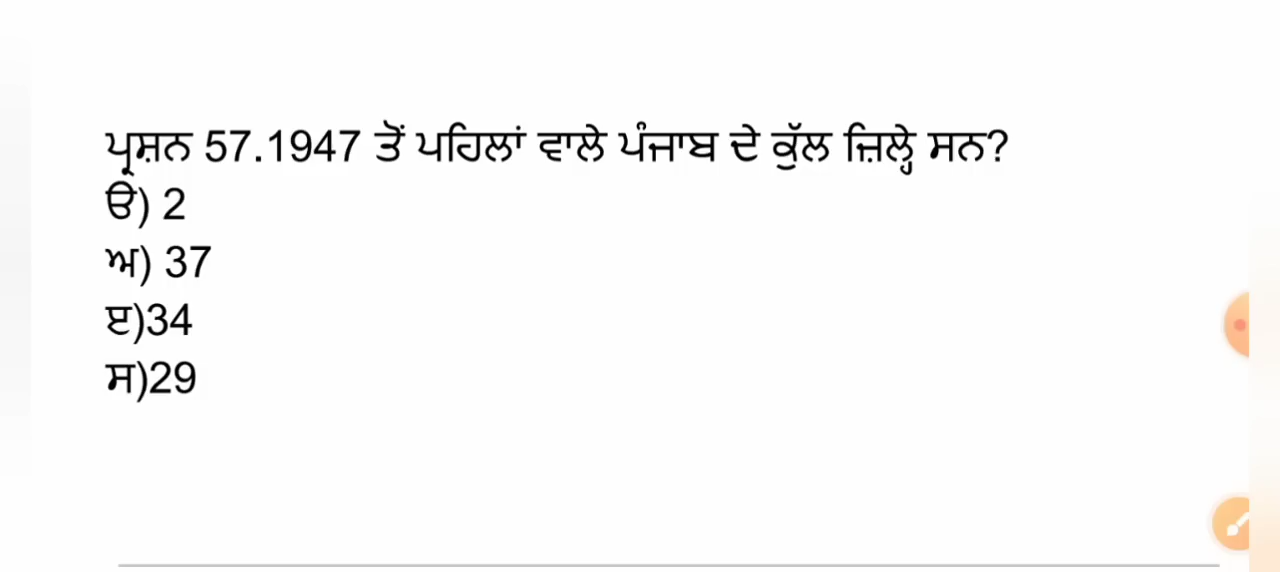 ਪ੍ਰਸ਼ਨ 57.1947 ਤੋਂ ਪਹਿਲਾਂ ਵਾਲੇ ਪੰਜਾਬ ਦੇ ਕੁੱਲ ਜ਼ਿਲ੍ਹੇ ਸਨ?
ੳ) 2
ਅ) 37
ੲ)34
ਸ)29